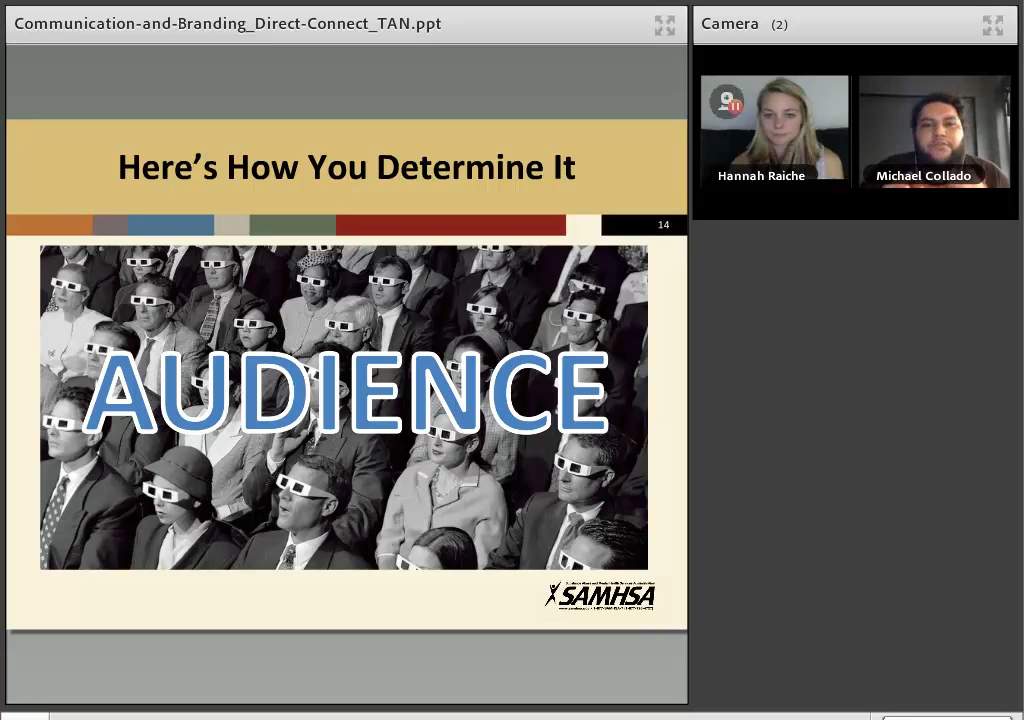 Communication-and-Branding_Direct-Connect_TAN.ppt
Camera (2)
Hannah Raiche
Michael Collado
Here's How You Determine It
14
AUDIENCE
SAMHSA